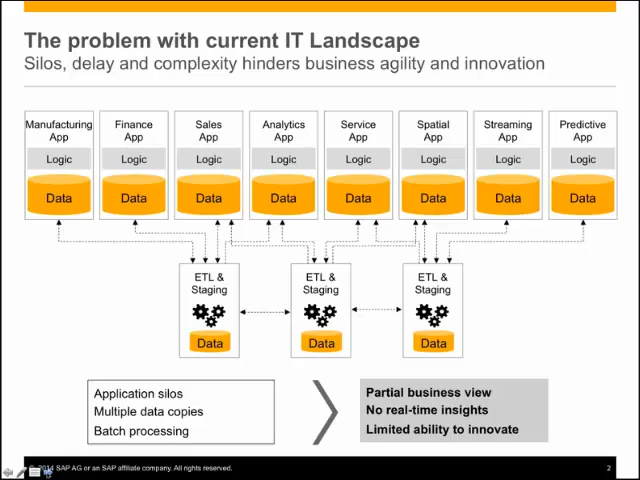 The problem with current IT Landscape
Silos, delay and complexity hinders business agility and innovation
Manufacturing App
Finance App
Sales App
Analytics App
Service App
Spatial App
Streaming App
Predictive App
Logic
Logic
Logic
Logic
Logic
Logic
Logic
Logic
Data
Data
Data
Data
Data
Data
Data
Data
ETL & Staging
ETL & Staging
ETL & Staging
Data
Data
Data
Application silos
Multiple data copies
Batch processing
Partial business view
No real-time insights
Limited ability to innovate
© 2014 SAP AG or an SAP affiliate company. All rights reserved.
2